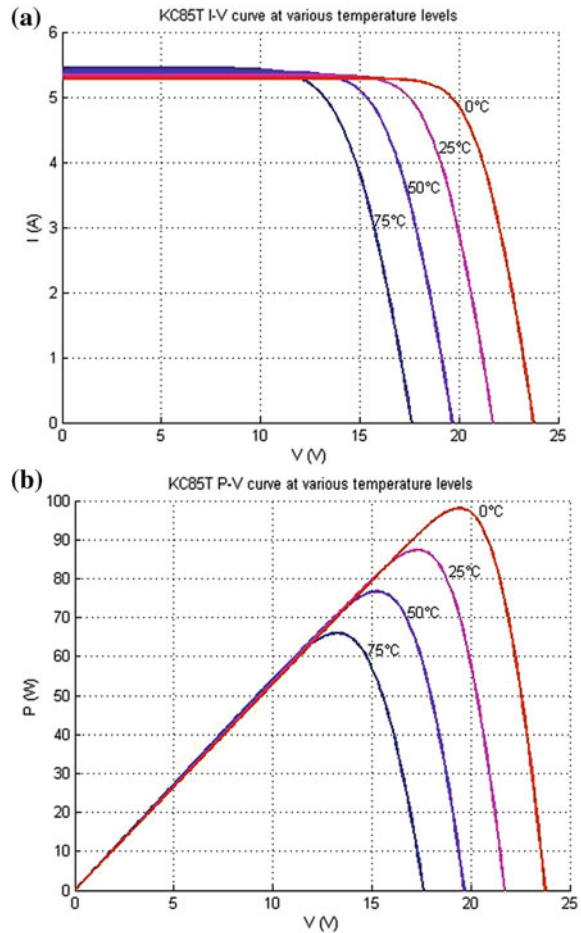 (a)
KC85T I-V curve at various temperature levels
6
5
4
3
2
1
0
I (A)
0°C
25°C
50°C
75°C
0
5
10
15
20
25
V (V)
(b)
KC85T P-V curve at various temperature levels
100
90
80
70
60
50
40
30
20
10
0
P (W)
0°C
25°C
50°C
75°C
0
5
10
15
20
25
V (V)